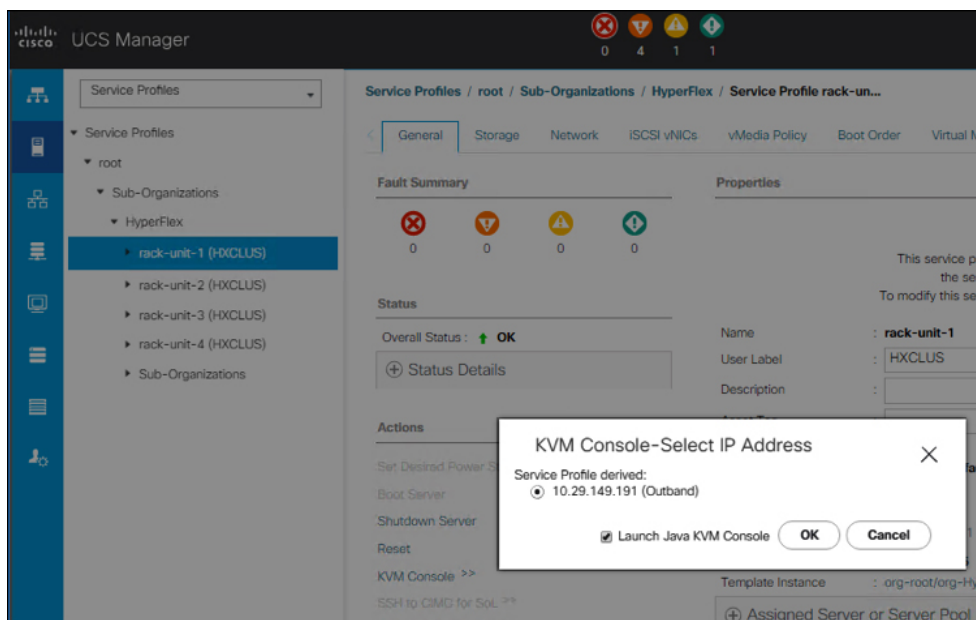 cisco UCS Manager
0 4 1 1
Service Profiles
Service Profiles
root
Sub-Organizations
HyperFlex
rack-unit-1 (HXCLUS)
rack-unit-2 (HXCLUS)
rack-unit-3 (HXCLUS)
rack-unit-4 (HXCLUS)
Sub-Organizations
Service Profiles / root / Sub-Organizations / HyperFlex / Service Profile rack-un...
General Storage Network iSCSI vNICs vMedia Policy Boot Order Virtual
Fault Summary
0 0 0 0
Status
Overall Status : OK
Status Details
Actions
Set Desired Power
Boot Server
Shutdown Server
Reset
KVM Console >>
SSH to CIMC for SoL >>
Properties
This service p
the se
To modify this se
Name : rack-unit-1
User Label : HXCLUS
Description :
Template Instance : org-root/org-Hy
Assigned Server or Server Pool
KVM Console-Select IP Address
Service Profile derived:
10.29.149.191 (Outband)
Launch Java KVM Console OK Cancel